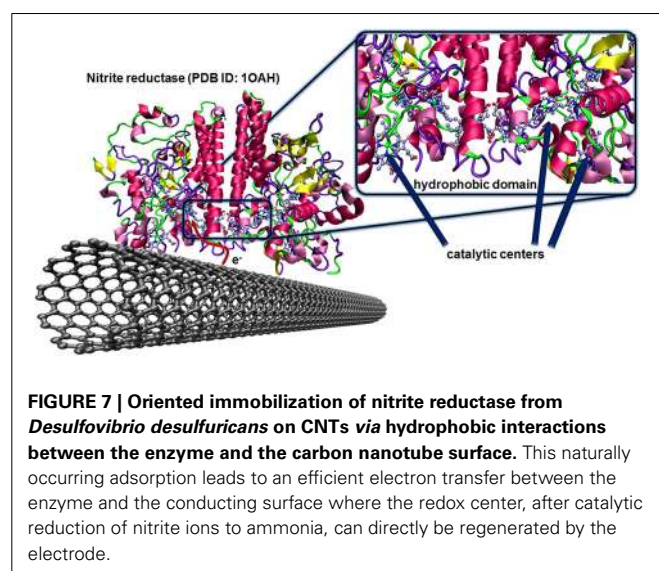 Nitrite reductase (PDB ID: 1OAH)
hydrophobic domain
catalytic centers
e-
FIGURE 7 | Oriented immobilization of nitrite reductase from
Desulfovibrio desulfuricans on CNTs via hydrophobic interactions
between the enzyme and the carbon nanotube surface. This naturally
occurring adsorption leads to an efficient electron transfer between the
enzyme and the conducting surface where the redox center, after catalytic
reduction of nitrite ions to ammonia, can directly be regenerated by the
electrode.